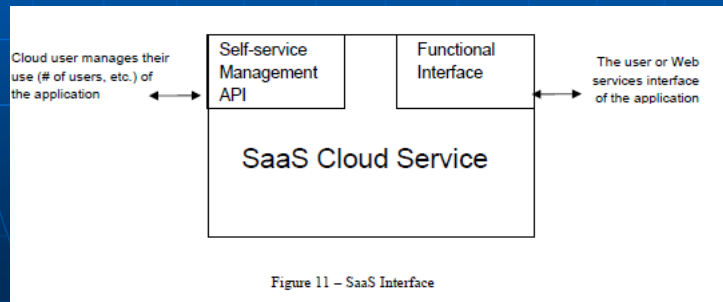 Cloud user manages their
use (# of users, etc.) of
the application
Self-service
Management
API
Functional
Interface
The user or Web
services interface
of the application
SaaS Cloud Service
Figure 11 – SaaS Interface